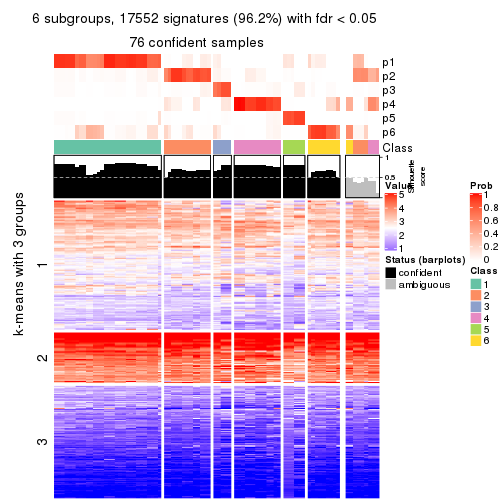 6 subgroups, 17552 signatures (96.2%) with fdr < 0.05
76 confident samples
p1
p2
p3
p4
p5
p6
Class
1
0.5
0
Silhouette
score
k-means with 3 groups
1
2
3
Value
5
4
3
2
1
Status (barplots)
confident
ambiguous
Prob
1
0.8
0.6
0.4
0.2
0
Class
1
2
3
4
5
6